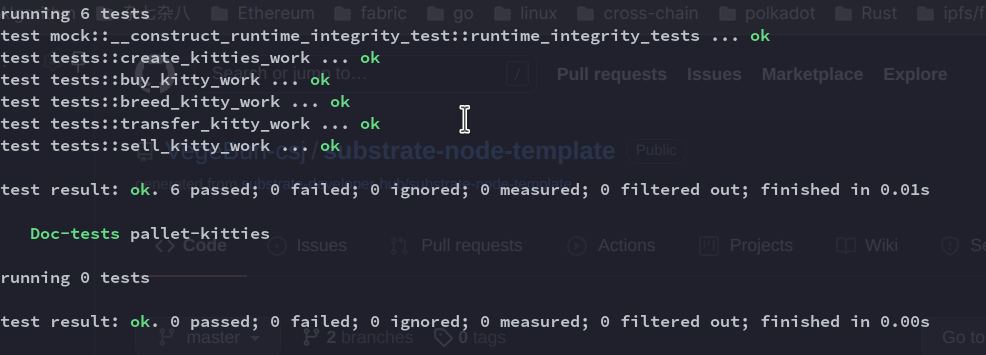 running 6 tests
Ethereum fabric go linux cross-chain polkadot Rust
test mock::__construct_runtime_integrity_test::runtime_integrity_tests ... ok
test tests::create_kitties_work ... ok
Search or jump to… / Pull requests Issues Marketplace Explore
test tests::buy_kitty_work ... ok
test tests::breed_kitty_work ... ok
test tests::transfer_kitty_work ... ok
test tests::sell_kitty_work ... ok
/ substrate-node-template Public
test result: ok. 6 passed; 0 failed; 0 ignored; 0 measured; 0 filtered out; finished in 0.01s
Doc-tests pallet-kitties
Code Issues Pull requests Actions Projects Wiki
running 0 tests
test result: ok. 0 passed; 0 failed; 0 ignored; 0 measured; 0 filtered out; finished in 0.00s
master 2 branches 0 tags Go to